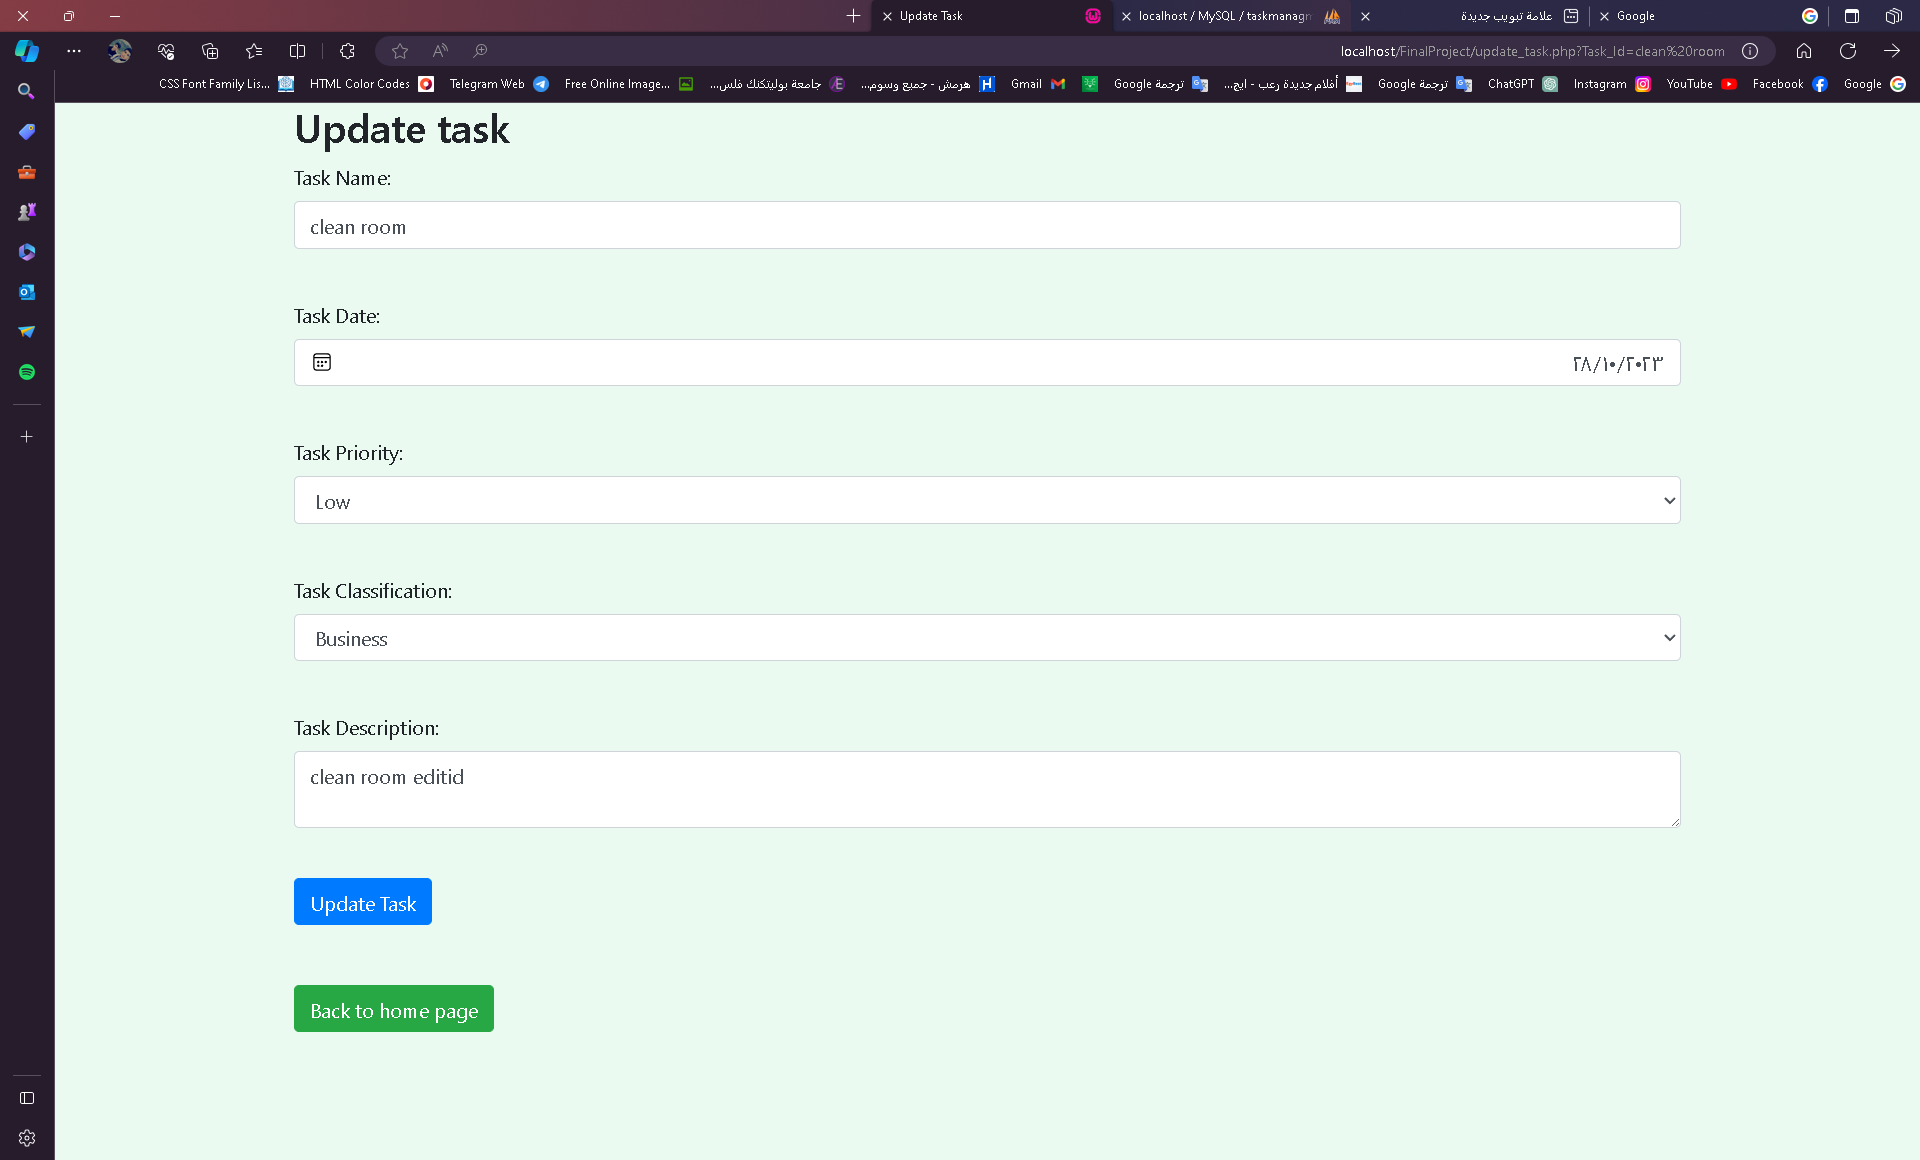 Update Task
localhost / MySQL / taskmanagn
علامة تبويب جديدة
Google
localhost/FinalProject/update_task.php?Task_Id=clean%20room
CSS Font Family Lis...
HTML Color Codes
Telegram Web
Free Online Image...
جامعة بوليتكنك فلس...
هرمش - جميع وسوم...
Gmail
ترجمة Google
أفلام جديدة رعب - ايج...
ترجمة Google
ChatGPT
Instagram
YouTube
Facebook
Google
Update task
Task Name:
clean room
Task Date:
٢٨/١٠/٢٠٢٣
Task Priority:
Low
Task Classification:
Business
Task Description:
clean room editid
Update Task
Back to home page